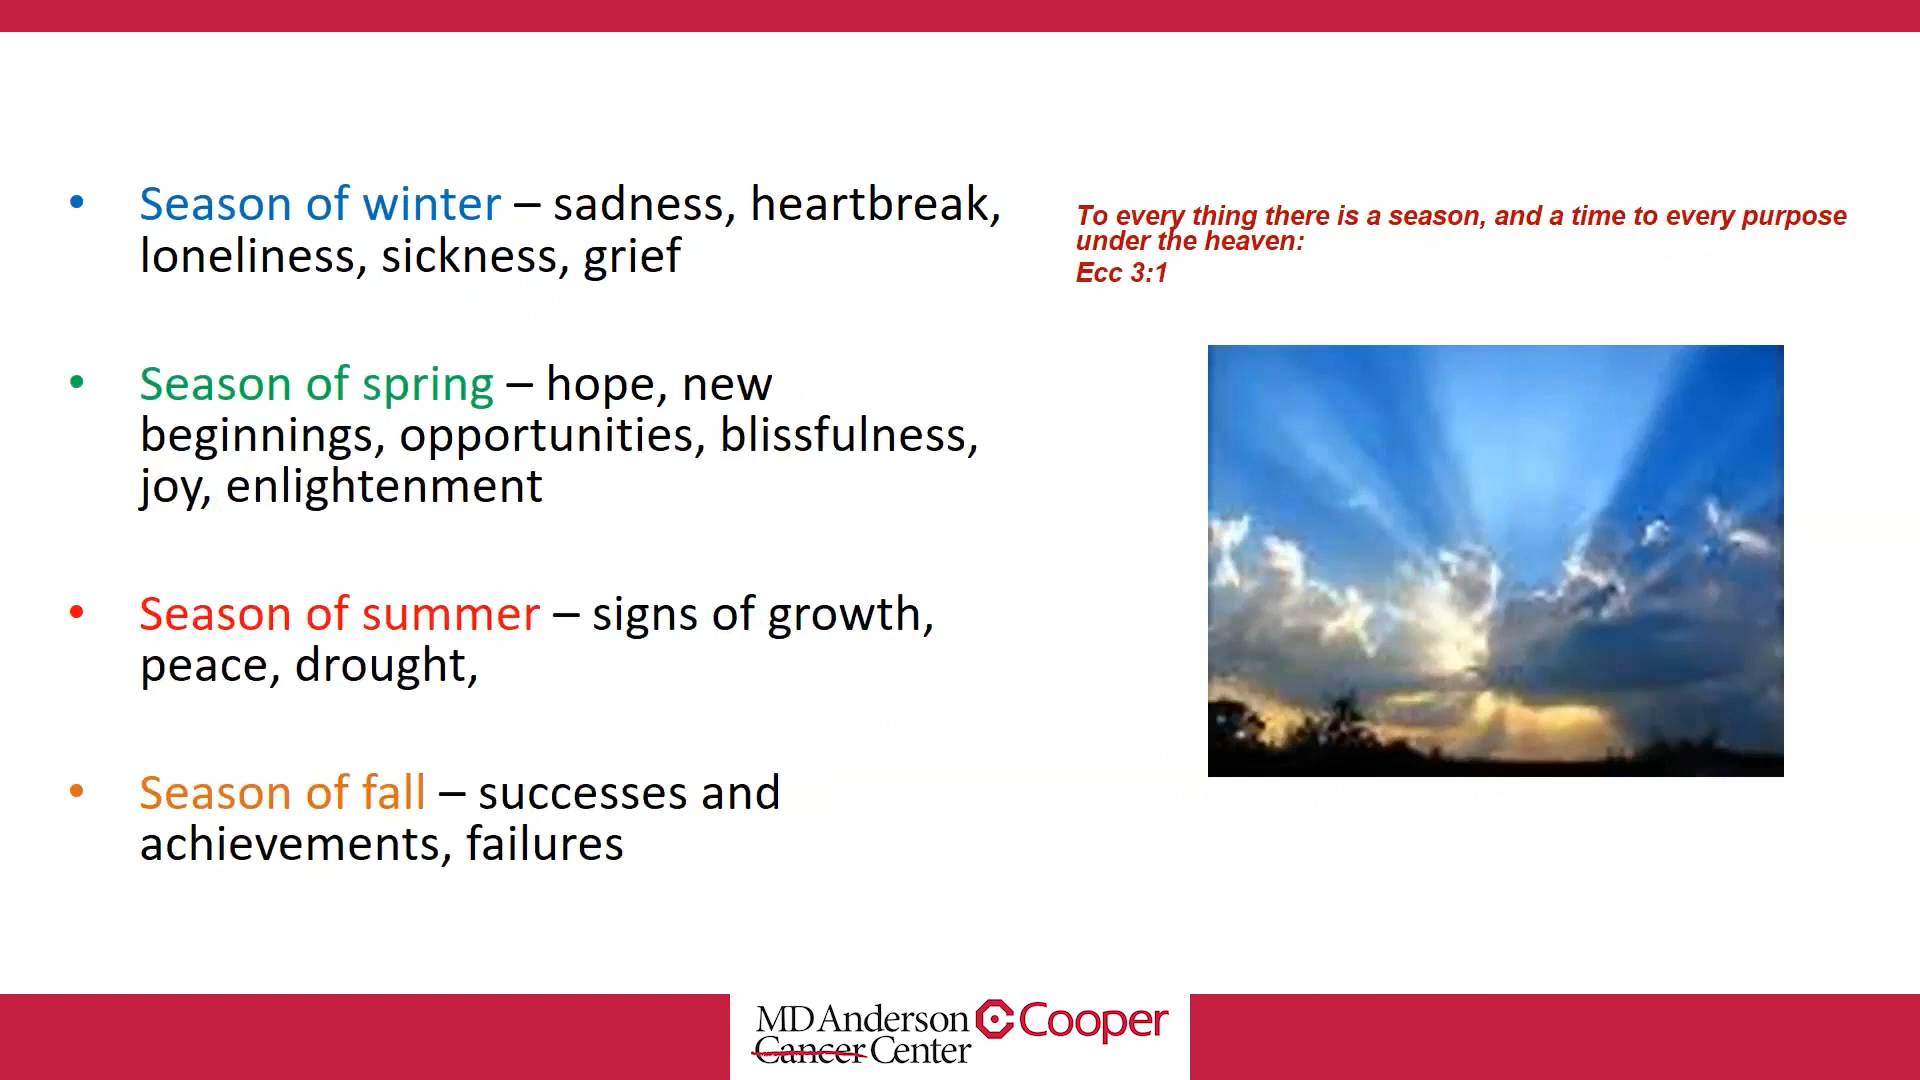 • Season of winter – sadness, heartbreak,
loneliness, sickness, grief
• Season of spring – hope, new
beginnings, opportunities, blissfulness,
joy, enlightenment
• Season of summer – signs of growth,
peace, drought,
• Season of fall – successes and
achievements, failures
To every thing there is a season, and a time to every purpose
under the heaven:
Ecc 3:1
MD Anderson Cooper
Cancer Center